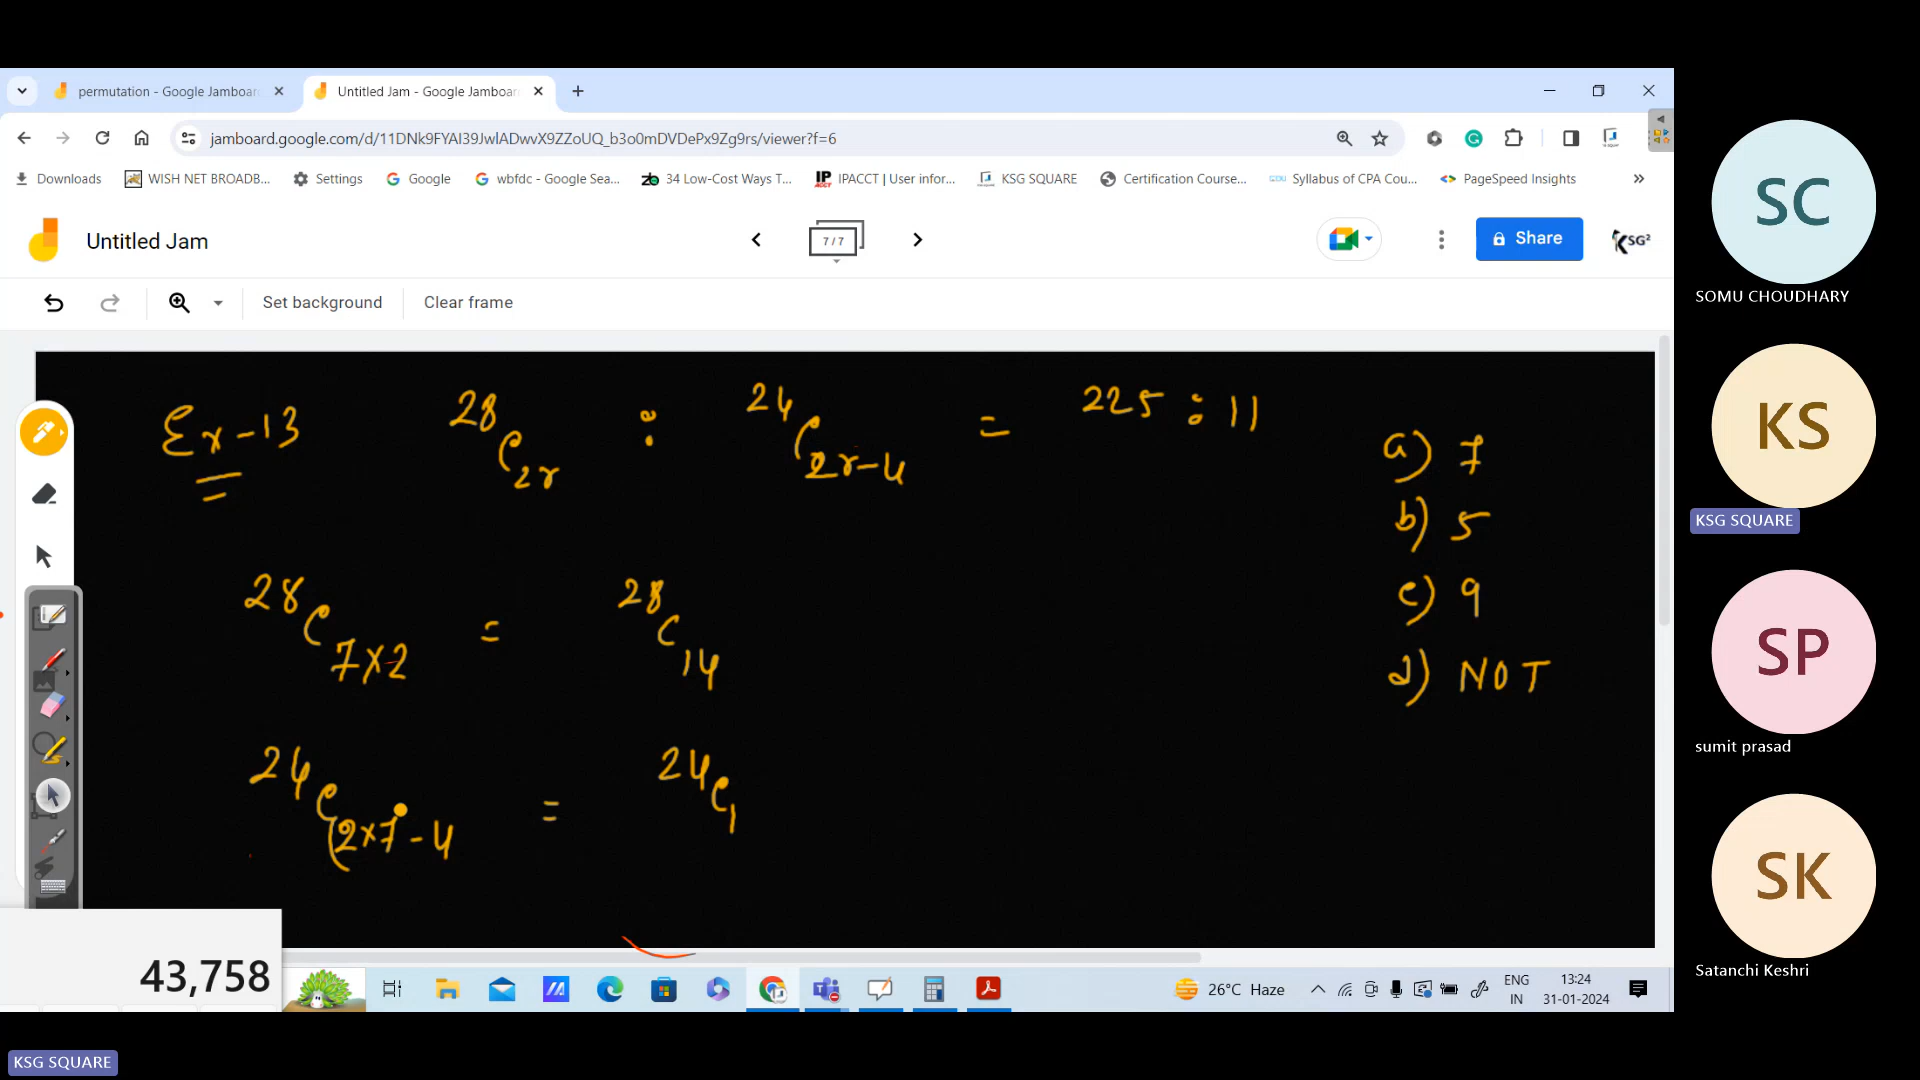 permutation - Google Jamboar
Untitled Jam - Google Jamboar
jamboard.google.com/d/11DNk9FYAI39JwlADwvX9ZZoUQ_b3o0mDVDePx9Zg9rs/viewer?f=6
Downloads WISH NET BROADB... Settings Google wbfdc - Google Sea... 34 Low-Cost Ways T... IPACCT | User infor... KSG SQUARE Certification Course... Syllabus of CPA Cou... PageSpeed Insights
Untitled Jam 7 / 7 Share KSG²
Set background Clear frame
Ex-13 ²⁸C₂ᵣ : ²⁴C₂ᵣ₋₄ = 225 : 11
a) 7
b) 5
c) 9
d) NOT
²⁸C₇ₓ₂ = ²⁸C₁₄
²⁴C₍₂ₓ₇₋₄ = ²⁴C₁
43,758
26°C Haze ENG IN 13:24 31-01-2024
SC
SOMU CHOUDHARY
KS
KSG SQUARE
SP
sumit prasad
SK
Satanchi Keshri
KSG SQUARE